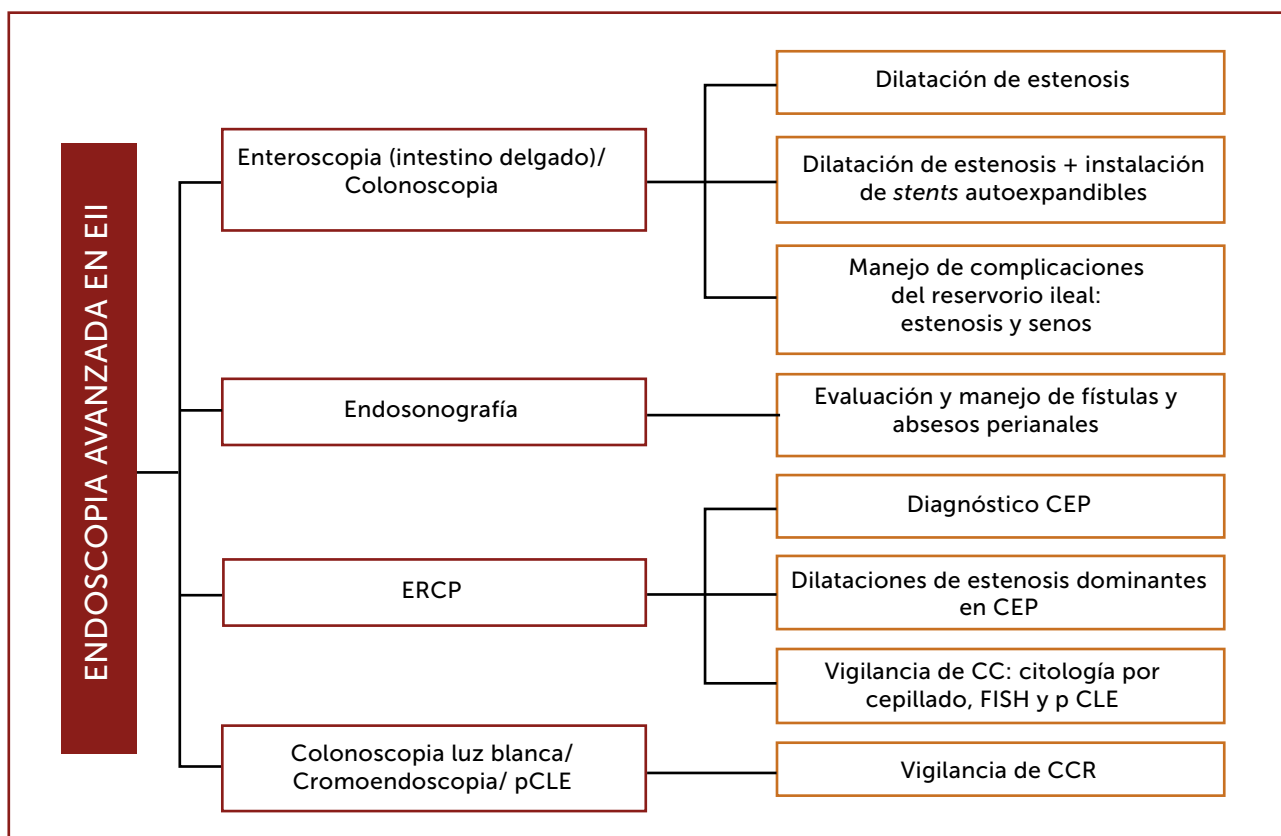 ENDOSCOPIA AVANZADA EN EII
Enteroscopia (intestino delgado)/
Colonoscopia
Dilatación de estenosis
Dilatación de estenosis + instalación
de stents autoexpandibles
Manejo de complicaciones
del reservorio ileal:
estenosis y senos
Endosonografía
Evaluación y manejo de fístulas y
absesos perianales
ERCP
Diagnóstico CEP
Dilataciones de estenosis dominantes
en CEP
Vigilancia de CC: citología por
cepillado, FISH y p CLE
Colonoscopia luz blanca/
Cromoendoscopia/ pCLE
Vigilancia de CCR